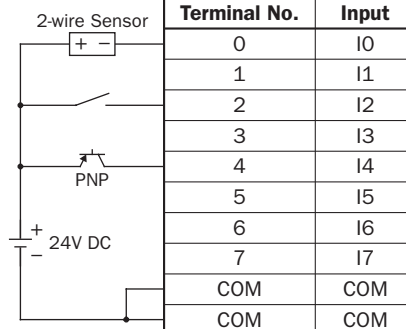 2-wire Sensor
+ −
PNP
+
24V DC
−
Terminal No. Input
0 I0
1 I1
2 I2
3 I3
4 I4
5 I5
6 I6
7 I7
COM COM
COM COM